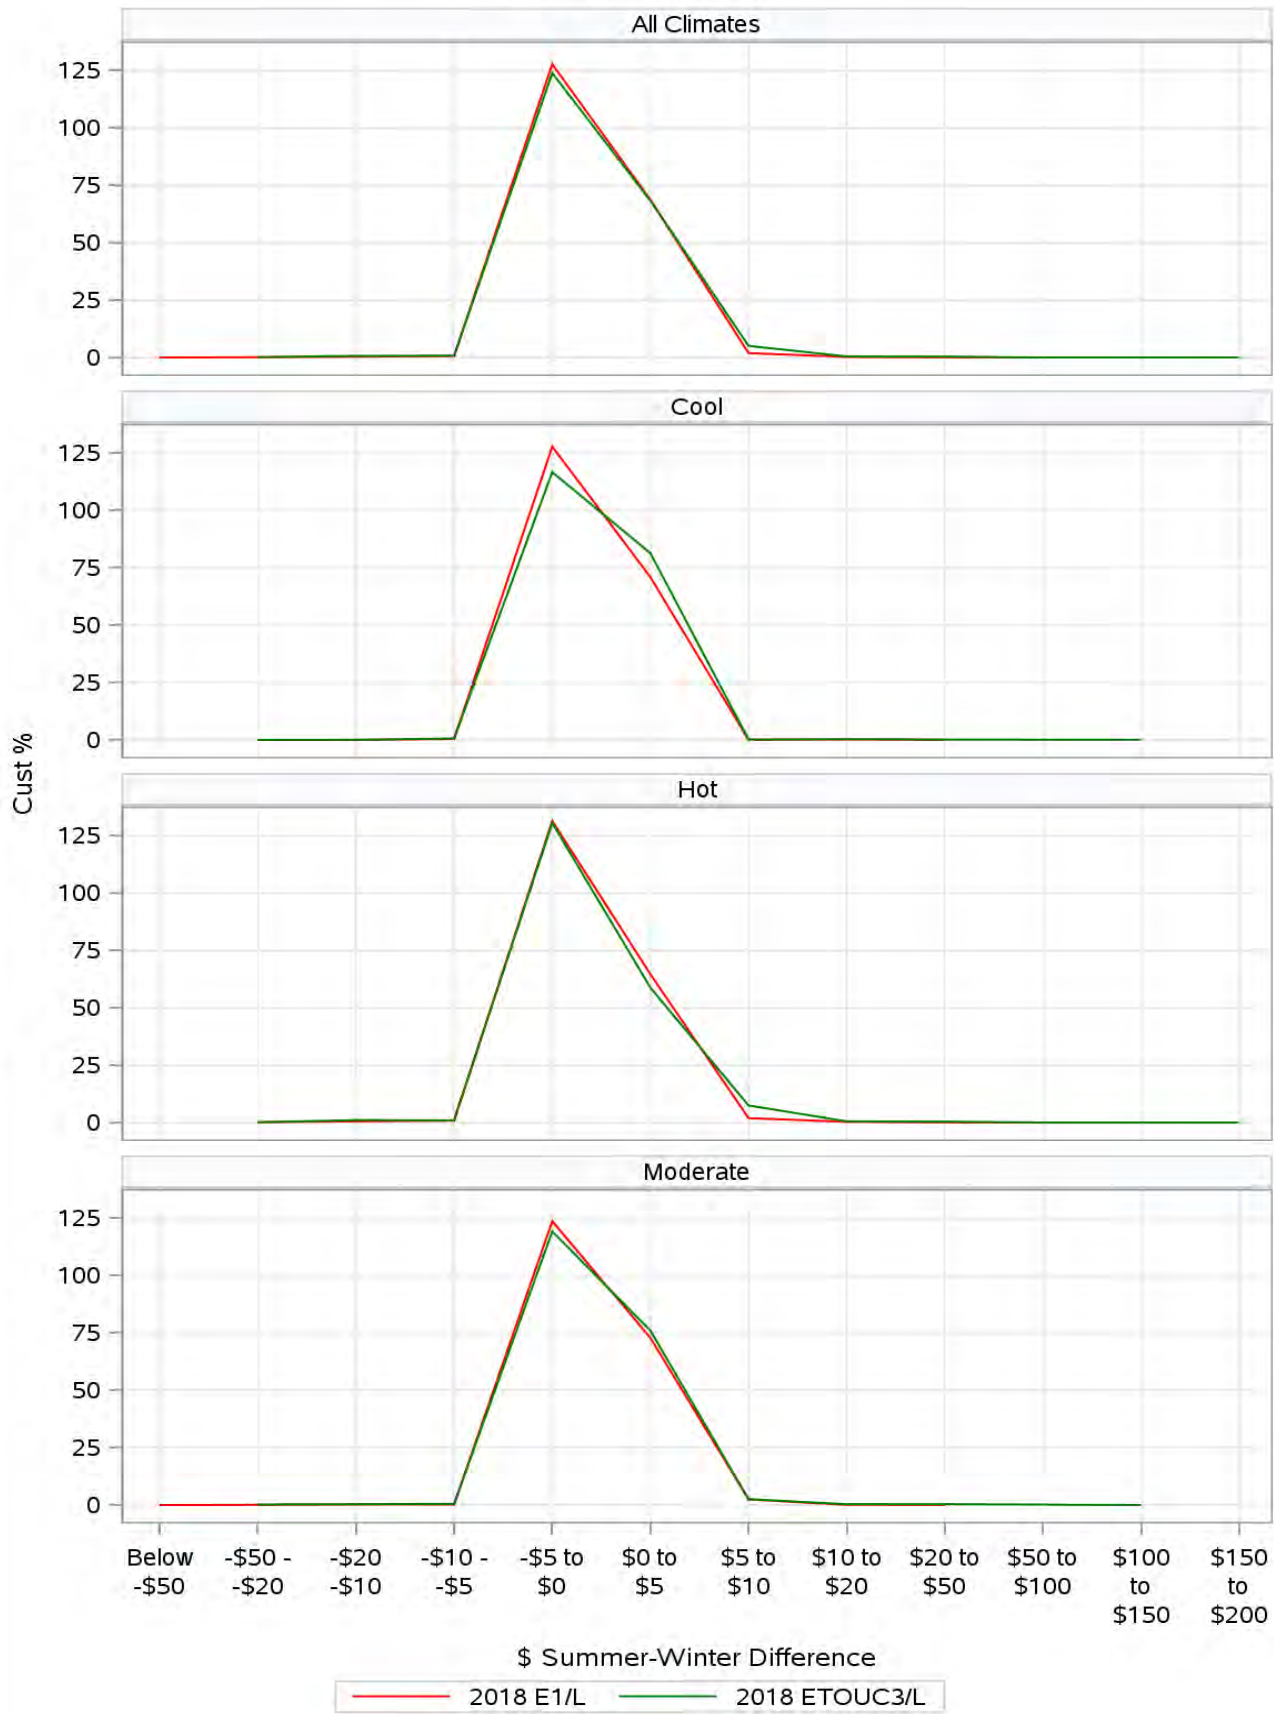 All Climates
125
100
75
50
25
0
Cool
125
100
75
50
25
0
Hot
125
100
75
50
25
0
Moderate
125
100
75
50
25
0
Cust %
Below -$50 - -$20 -$10 - -$5 to $0 to $5 to $10 to $20 to $50 to $100 $150
-$50 -$20 -$10 -$5 $0 $5 $10 $20 $50 $100 to to
$150 $200
$ Summer-Winter Difference
2018 E1/L 2018 ETOUC3/L